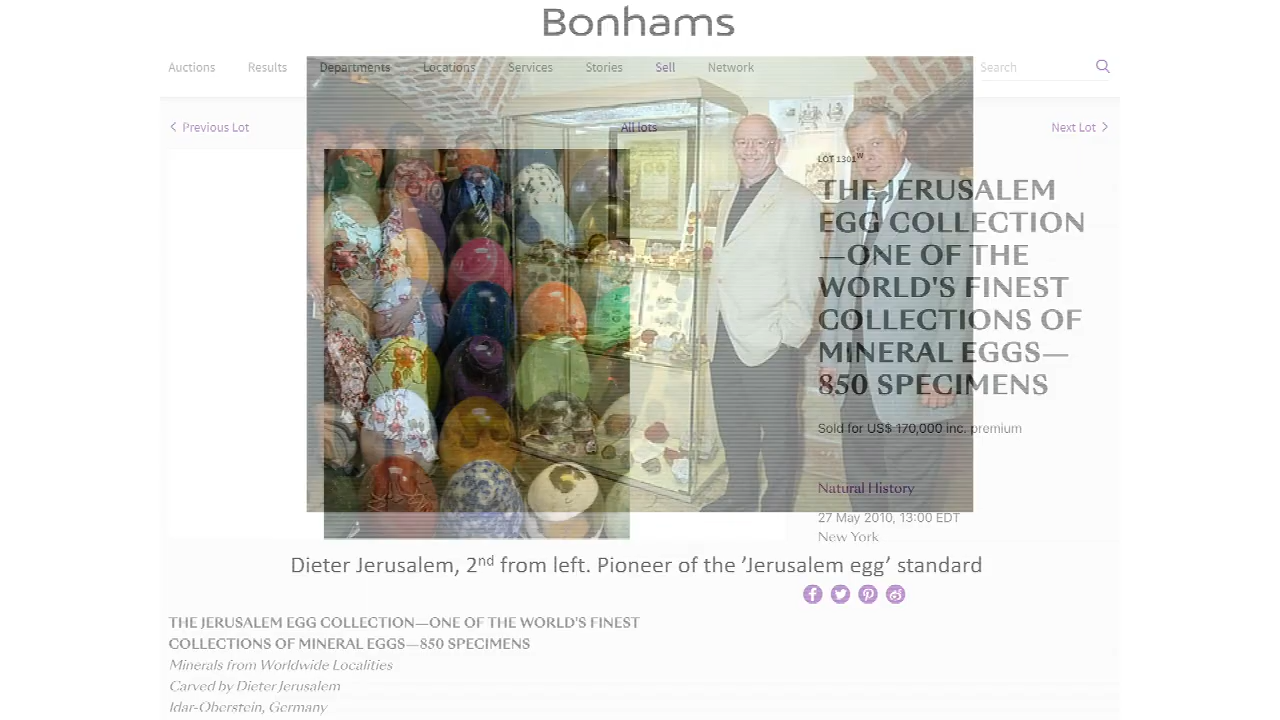 Bonhams
Auctions Results Departments Locations Services Stories Sell Network Search
Previous Lot All lots Next Lot
LOT 1301W
THE JERUSALEM
EGG COLLECTION
—ONE OF THE
WORLD'S FINEST
COLLECTIONS OF
MINERAL EGGS—
850 SPECIMENS
Sold for US$ 170,000 inc. premium
Natural History
27 May 2010, 13:00 EDT
New York
Dieter Jerusalem, 2nd from left. Pioneer of the ’Jerusalem egg’ standard
THE JERUSALEM EGG COLLECTION—ONE OF THE WORLD'S FINEST
COLLECTIONS OF MINERAL EGGS—850 SPECIMENS
Minerals from Worldwide Localities
Carved by Dieter Jerusalem
Idar-Oberstein, Germany